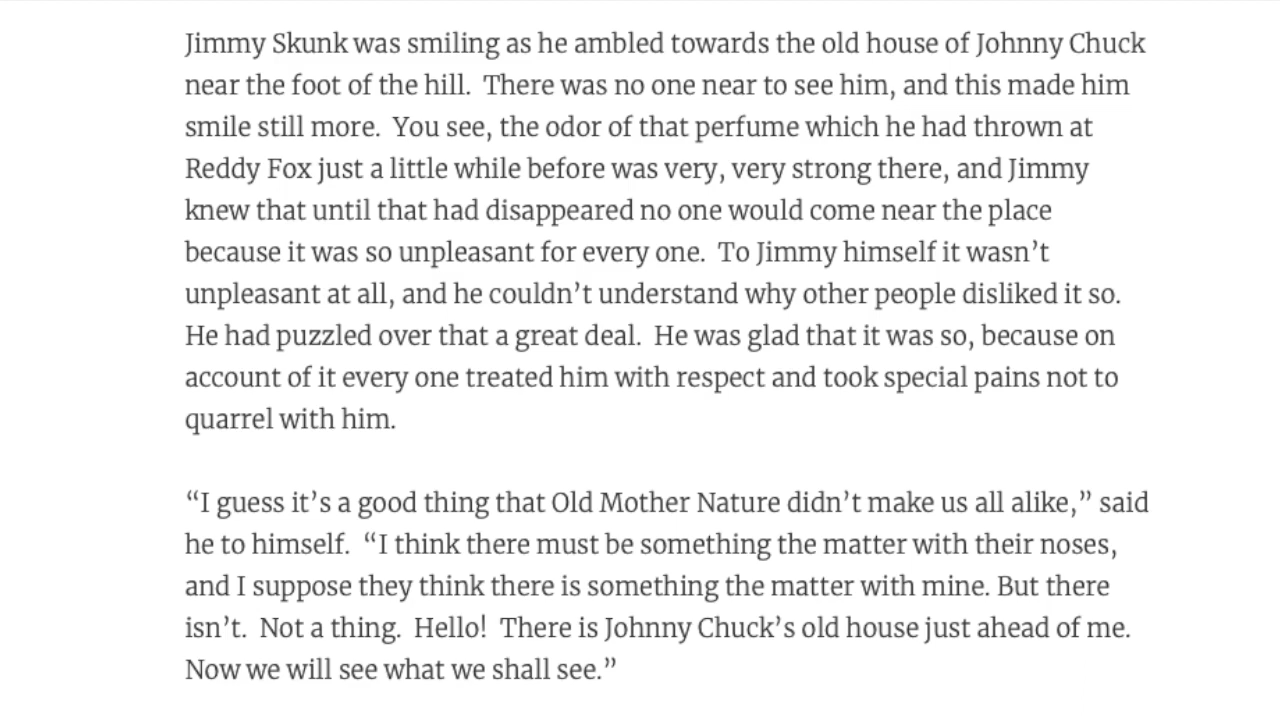 Jimmy Skunk was smiling as he ambled towards the old house of Johnny Chuck
near the foot of the hill.  There was no one near to see him, and this made him
smile still more.  You see, the odor of that perfume which he had thrown at
Reddy Fox just a little while before was very, very strong there, and Jimmy
knew that until that had disappeared no one would come near the place
because it was so unpleasant for every one.  To Jimmy himself it wasn’t
unpleasant at all, and he couldn’t understand why other people disliked it so.
He had puzzled over that a great deal.  He was glad that it was so, because on
account of it every one treated him with respect and took special pains not to
quarrel with him.

“I guess it’s a good thing that Old Mother Nature didn’t make us all alike,” said
he to himself.  “I think there must be something the matter with their noses,
and I suppose they think there is something the matter with mine. But there
isn’t.  Not a thing.  Hello!  There is Johnny Chuck’s old house just ahead of me.
Now we will see what we shall see.”